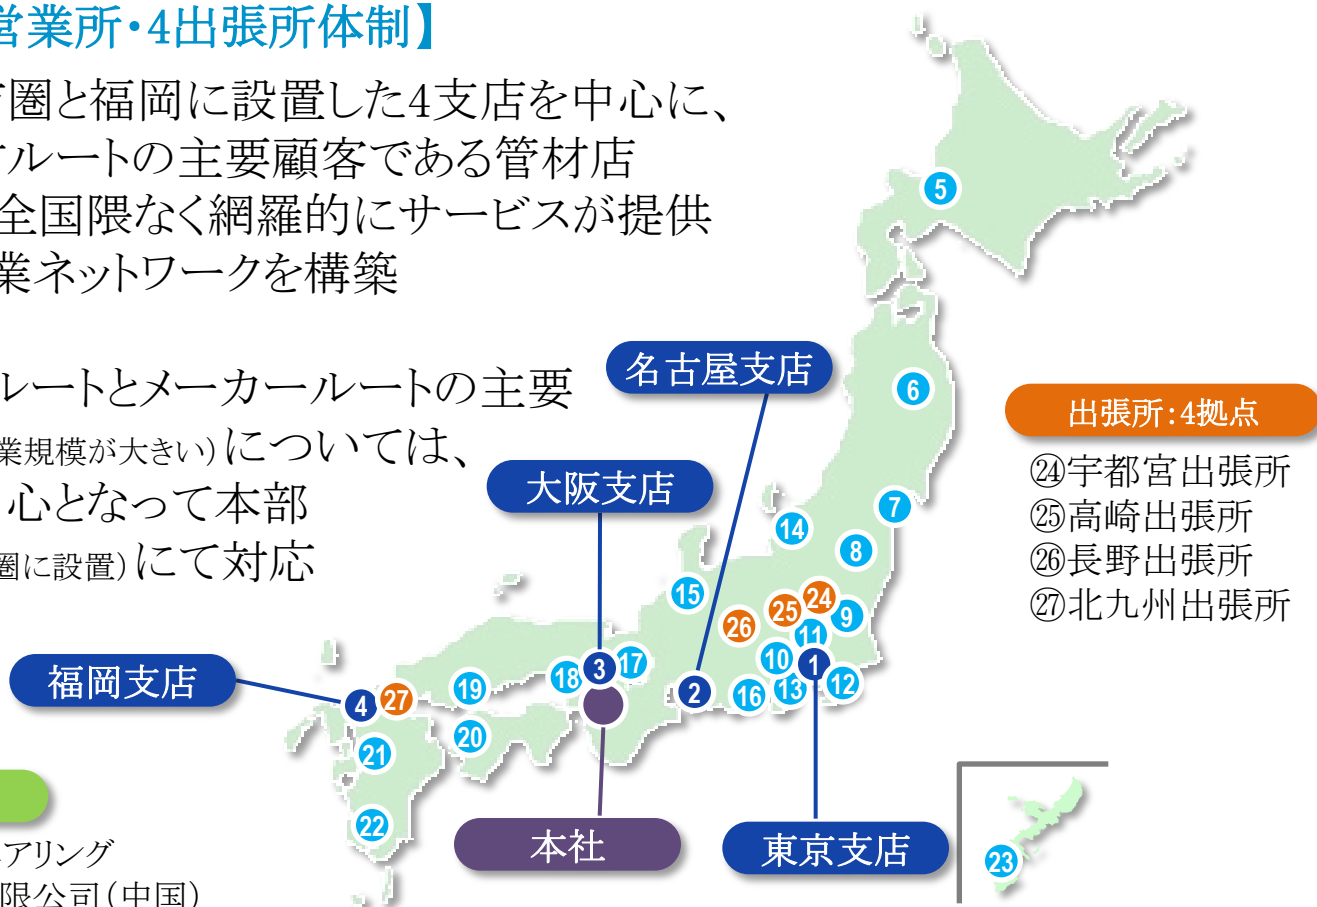 営業所・4出張所体制】
圏と福岡に設置した4支店を中心に、
ルートの主要顧客である管材店
全国隈なく網羅的にサービスが提供
業ネットワークを構築
ルートとメーカールートの主要
業規模が大きい)については、
心となって本部
圏に設置)にて対応
名古屋支店
大阪支店
福岡支店
本社
東京支店
出張所:4拠点
㉔宇都宮出張所
㉕高崎出張所
㉖長野出張所
㉗北九州出張所
アリング
限公司(中国)
5
6
7
14
8
15
24
25
9
26
11
17
3
10
1
18
19
2
16
13
12
4
27
20
21
22
23